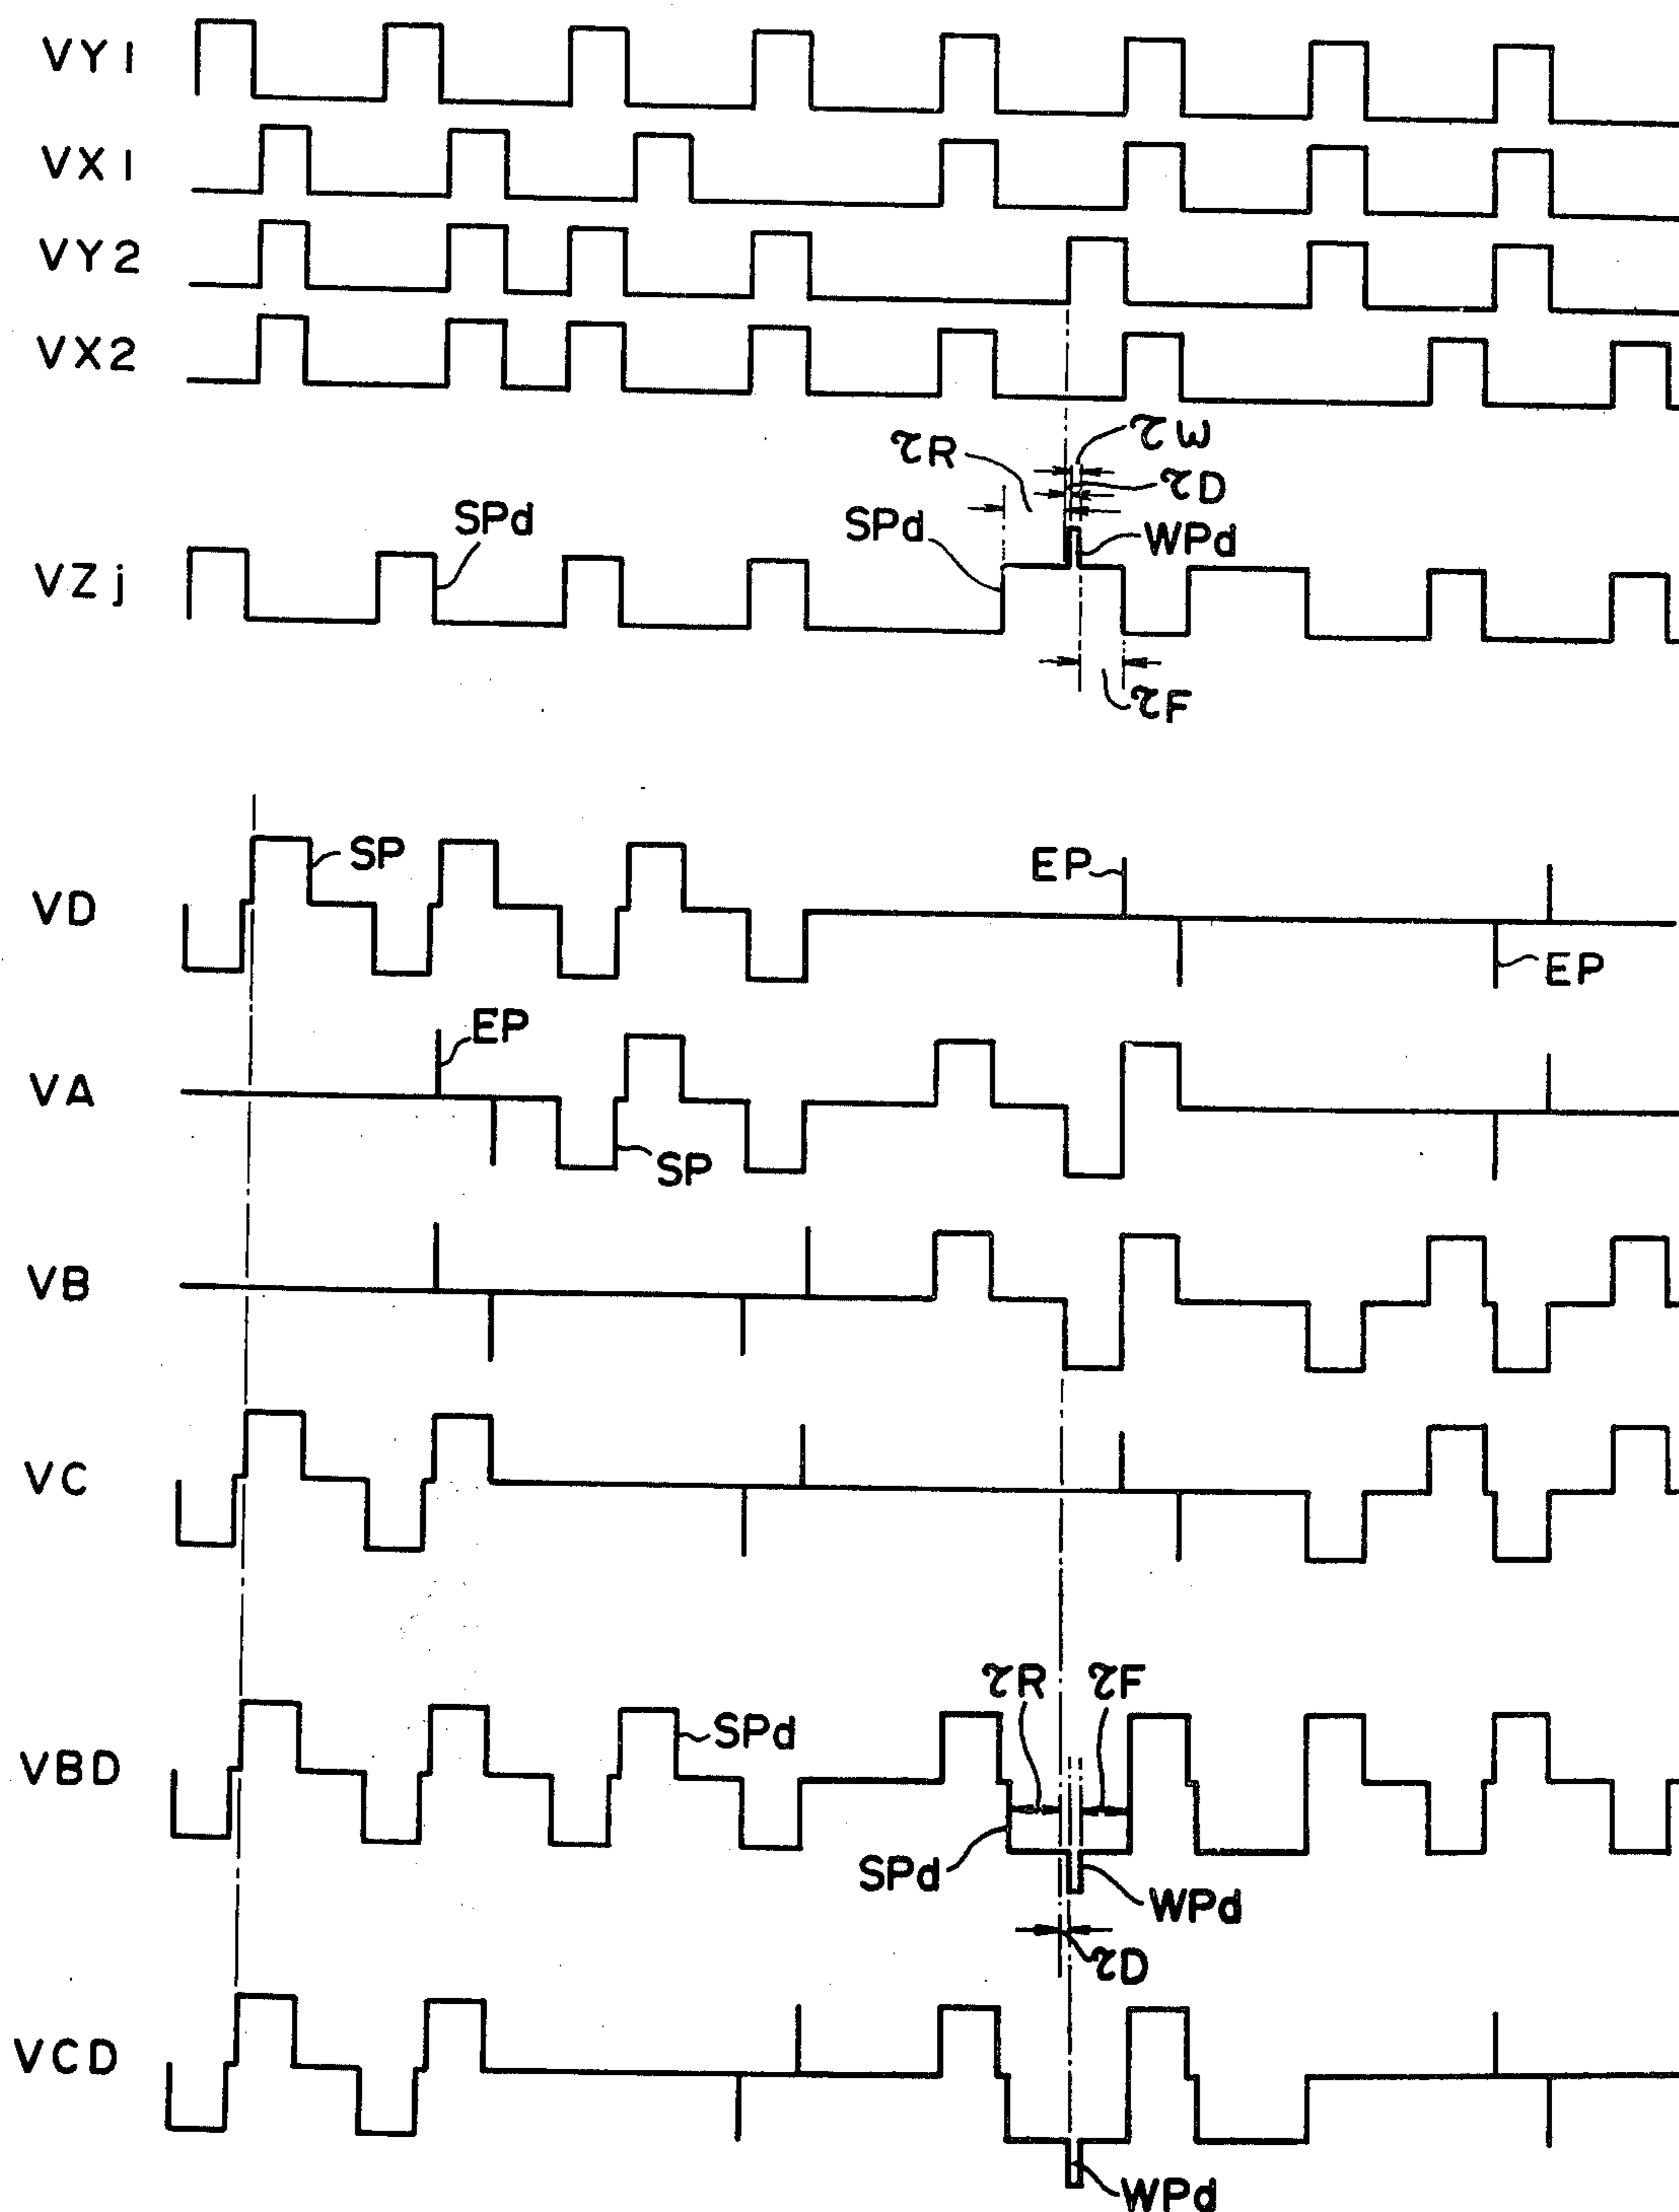 VY1
VX1
VY2
VX2
τW
τR
τD
SPd
SPd
WPd
VZj
τF
SP
EP
VD
EP
EP
VA
SP
VB
VC
τR τF
SPd
VBD
SPd
WPd
τD
VCD
WPd